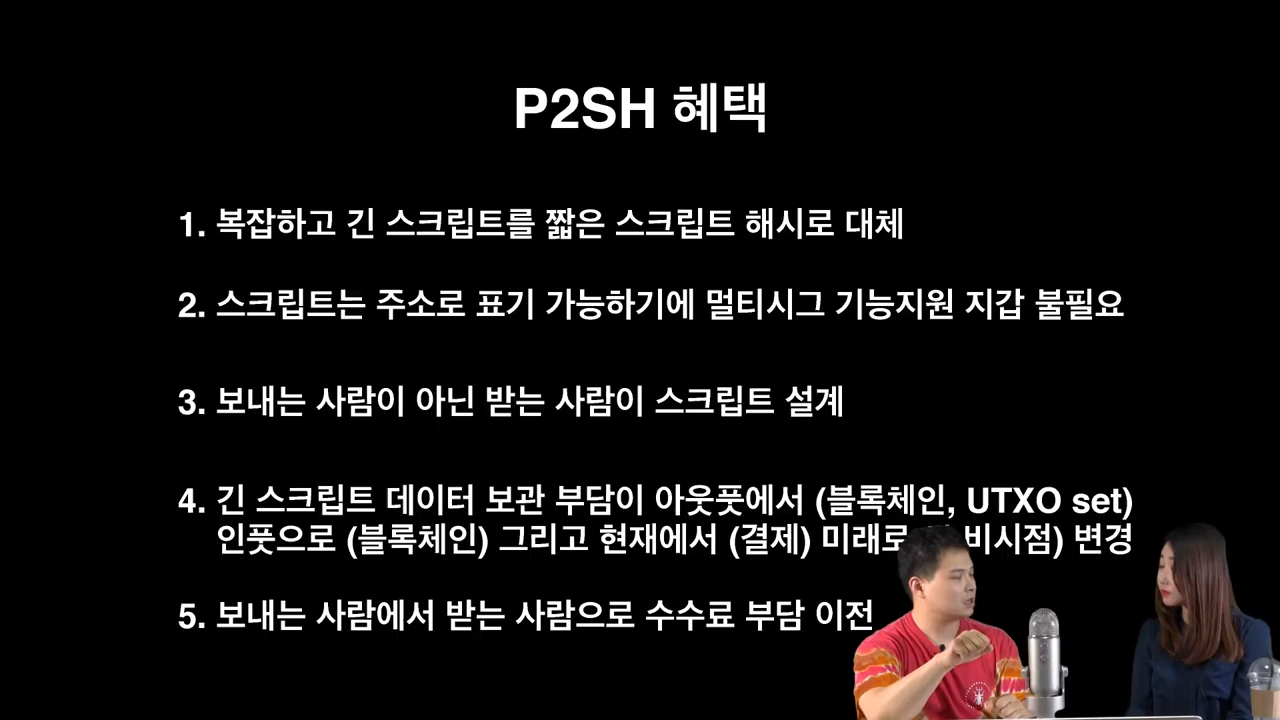 P2SH 혜택
1. 복잡하고 긴 스크립트를 짧은 스크립트 해시로 대체
2. 스크립트는 주소로 표기 가능하기에 멀티시그 기능지원 지갑 불필요
3. 보내는 사람이 아닌 받는 사람이 스크립트 설계
4. 긴 스크립트 데이터 보관 부담이 아웃풋에서 (블록체인, UTXO set)
인풋으로 (블록체인) 그리고 현재에서 (결제) 미래로 비시점) 변경
5. 보내는 사람에서 받는 사람으로 수수료 부담 이전